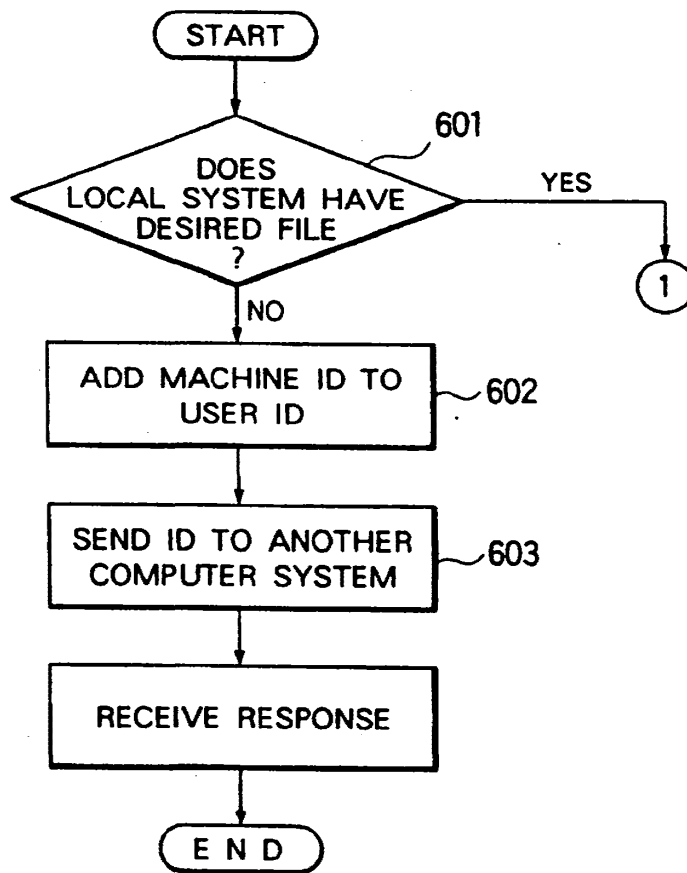 START
601
DOES
LOCAL SYSTEM HAVE
DESIRED FILE
?
YES
1
NO
ADD MACHINE ID TO
USER ID
602
SEND ID TO ANOTHER
COMPUTER SYSTEM
603
RECEIVE RESPONSE
END